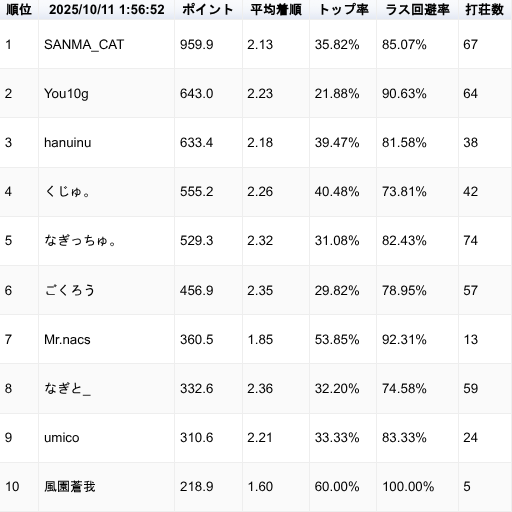 順位 2025/10/11 1:56:52 ポイント 平均着順 トップ率 ラス回避率 打荘数
1 SANMA_CAT 959.9 2.13 35.82% 85.07% 67
2 You10g 643.0 2.23 21.88% 90.63% 64
3 hanuinu 633.4 2.18 39.47% 81.58% 38
4 くじゅ。 555.2 2.26 40.48% 73.81% 42
5 なぎっちゅ。 529.3 2.32 31.08% 82.43% 74
6 ごくろう 456.9 2.35 29.82% 78.95% 57
7 Mr.nacs 360.5 1.85 53.85% 92.31% 13
8 なぎと_ 332.6 2.36 32.20% 74.58% 59
9 umico 310.6 2.21 33.33% 83.33% 24
10 風園蒼我 218.9 1.60 60.00% 100.00% 5